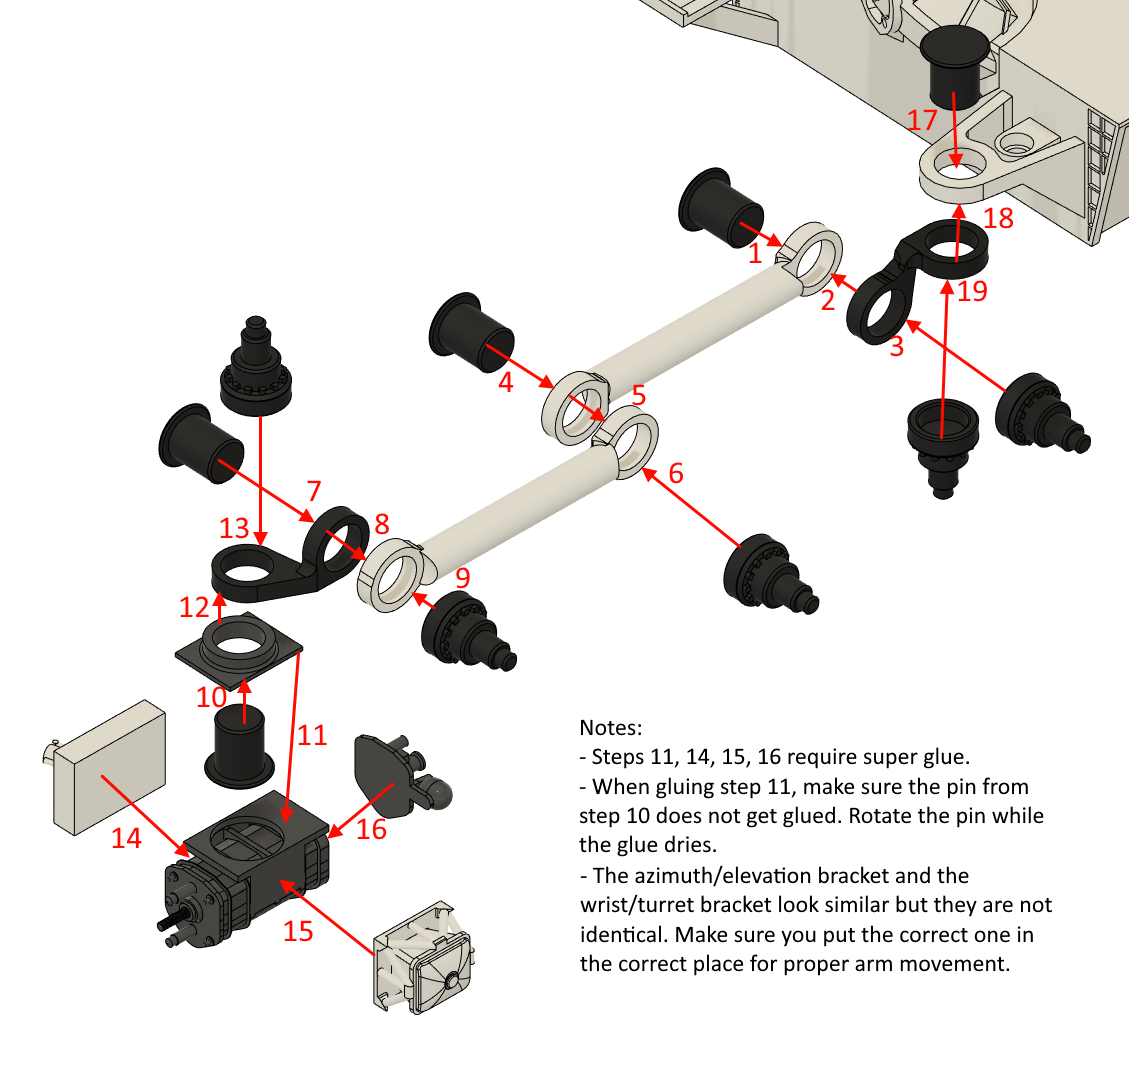 17
18
1
2
19
3
4
5
6
7
8
13
9
12
10
11
14
16
15
Notes:
- Steps 11, 14, 15, 16 require super glue.
- When gluing step 11, make sure the pin from
step 10 does not get glued. Rotate the pin while
the glue dries.
- The azimuth/elevation bracket and the
wrist/turret bracket look similar but they are not
identical. Make sure you put the correct one in
the correct place for proper arm movement.